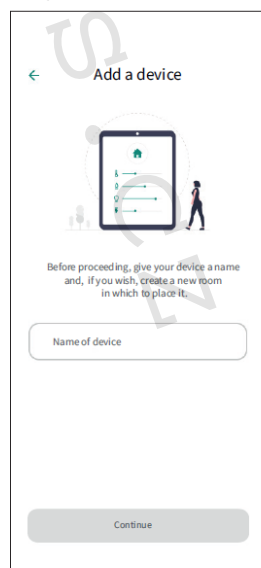 Add a device
Before proceeding, give your device a name
and, if you wish, create a new room
in which to place it.
Name of device
Continue